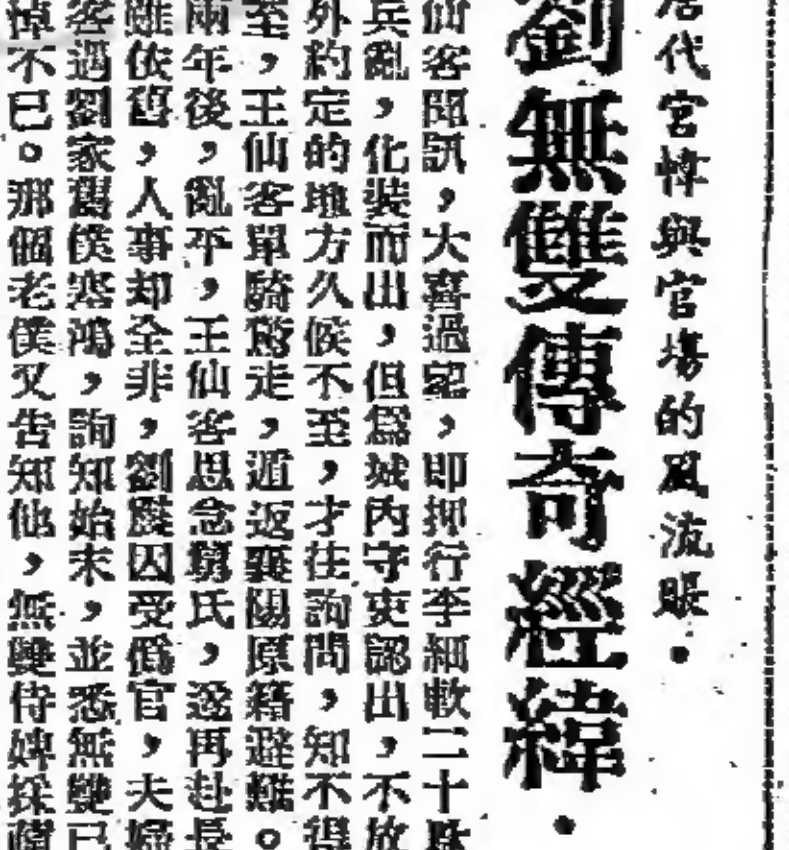 唐代宮幃與官場的風流賬・
劉無雙傳奇經緯・
仙客聞訊，大喜過望，即押行李細軟二十馱
兵亂，化裝而出，但爲城內守吏認出，不放
外約定的地方久候不至，才往詢問，知不得
至，王仙客單騎驚走，遁返襄陽原籍避難。
兩年後，亂平，王仙客思念舅氏，遂再赴長
雖依舊，人事却全非，劉震因受僞官，夫婦
客遇劉家舊僕塞鴻，詢知始末，並悉無雙已
悼不已。那個老僕又告知他，無雙侍婢採蘋